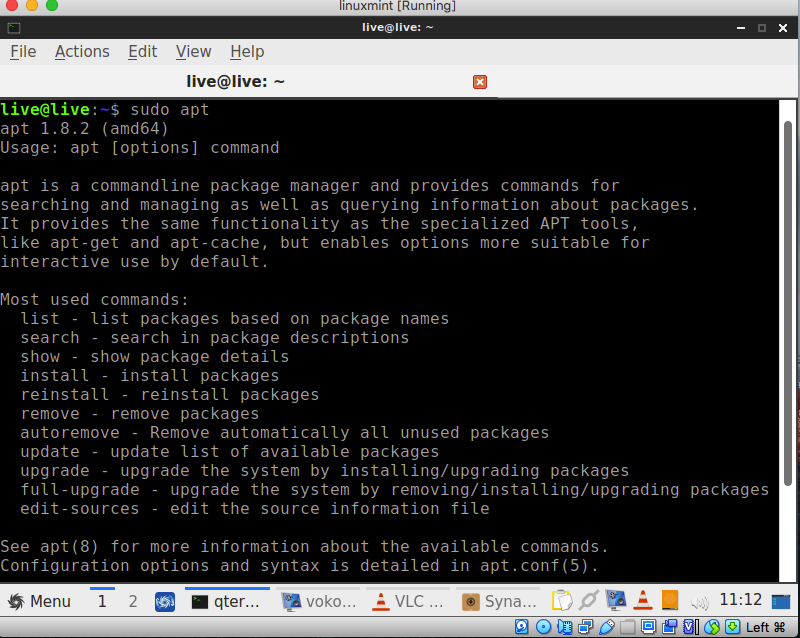 linuxmint [Running]
live@live: ~
File Actions Edit View Help
live@live: ~
live@live:~$ sudo apt
apt 1.8.2 (amd64)
Usage: apt [options] command
apt is a commandline package manager and provides commands for
searching and managing as well as querying information about packages.
It provides the same functionality as the specialized APT tools,
like apt-get and apt-cache, but enables options more suitable for
interactive use by default.
Most used commands:
list - list packages based on package names
search - search in package descriptions
show - show package details
install - install packages
reinstall - reinstall packages
remove - remove packages
autoremove - Remove automatically all unused packages
update - update list of available packages
upgrade - upgrade the system by installing/upgrading packages
full-upgrade - upgrade the system by removing/installing/upgrading packages
edit-sources - edit the source information file
See apt(8) for more information about the available commands.
Configuration options and syntax is detailed in apt.conf(5).
Menu 1 2 qter... voko... VLC ... Syna... 11:12
Left ⌘